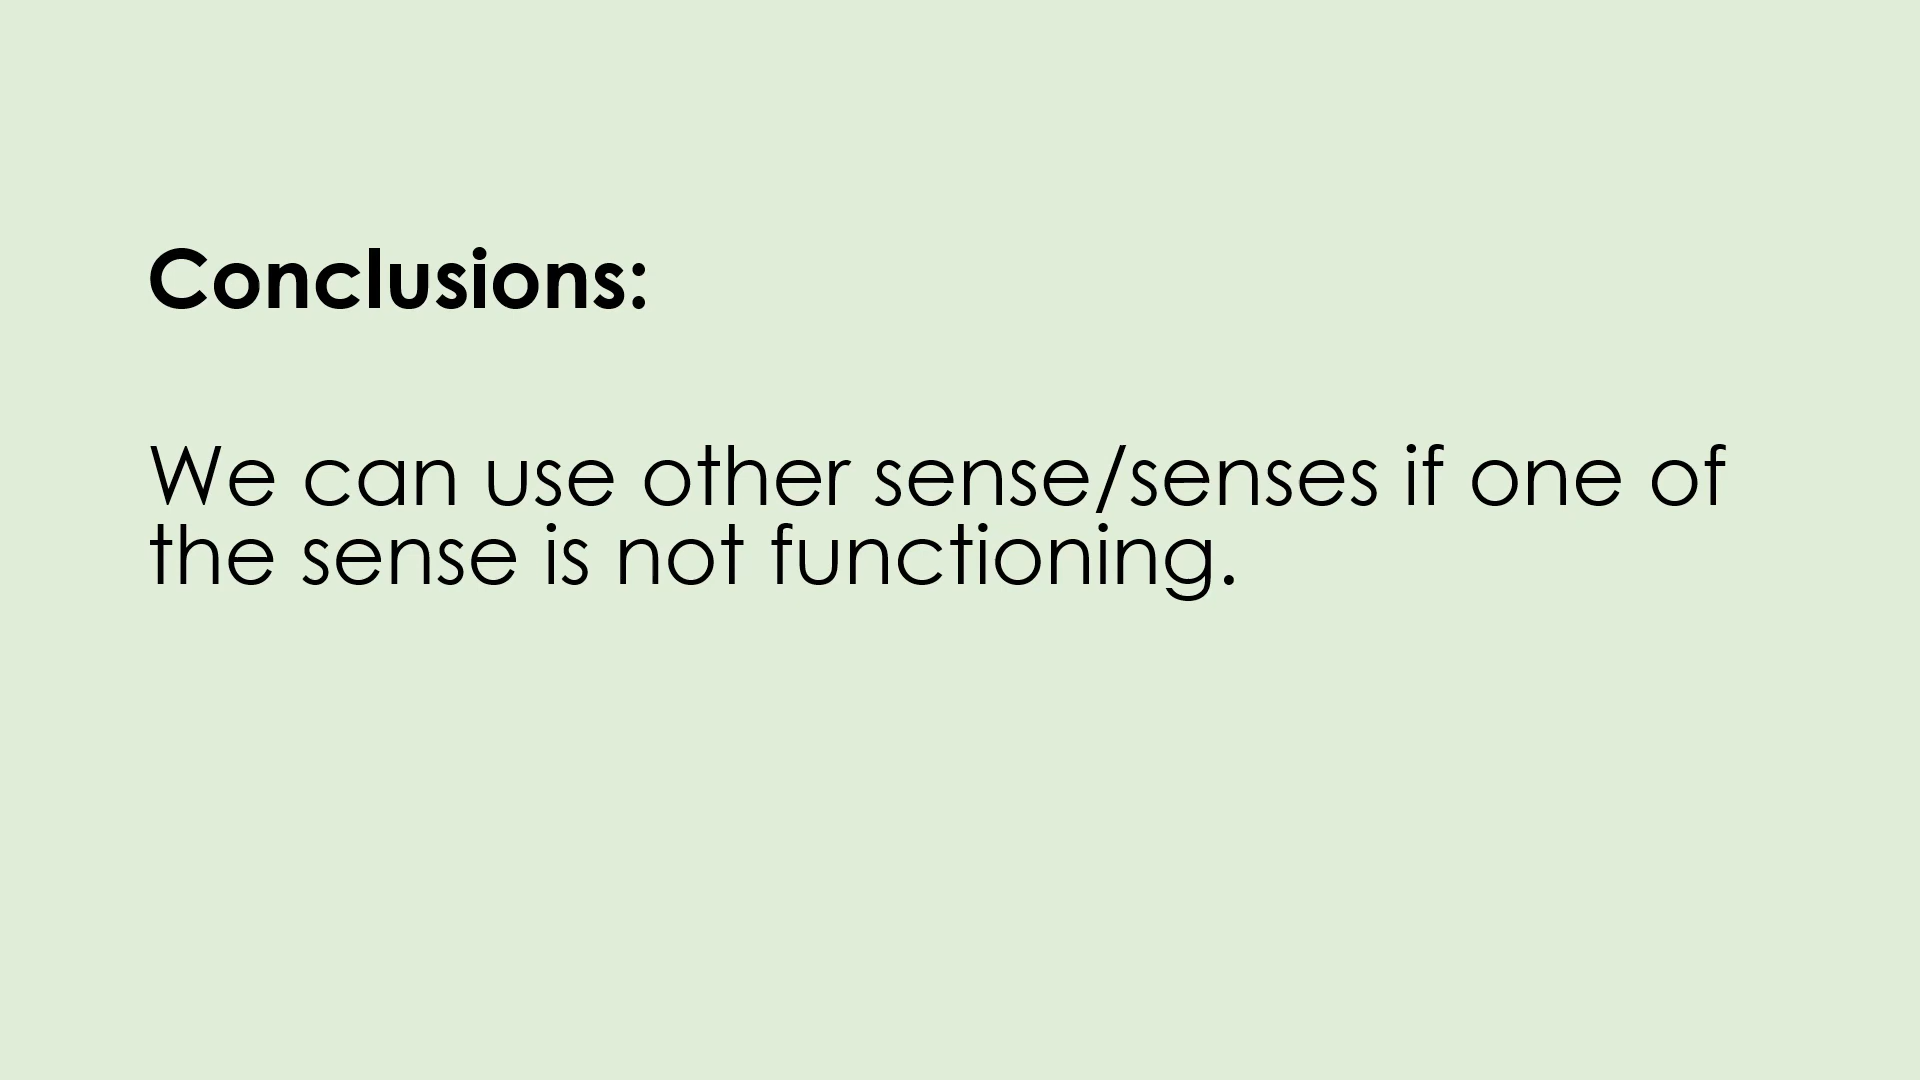 Conclusions:
We can use other sense/senses if one of
the sense is not functioning.